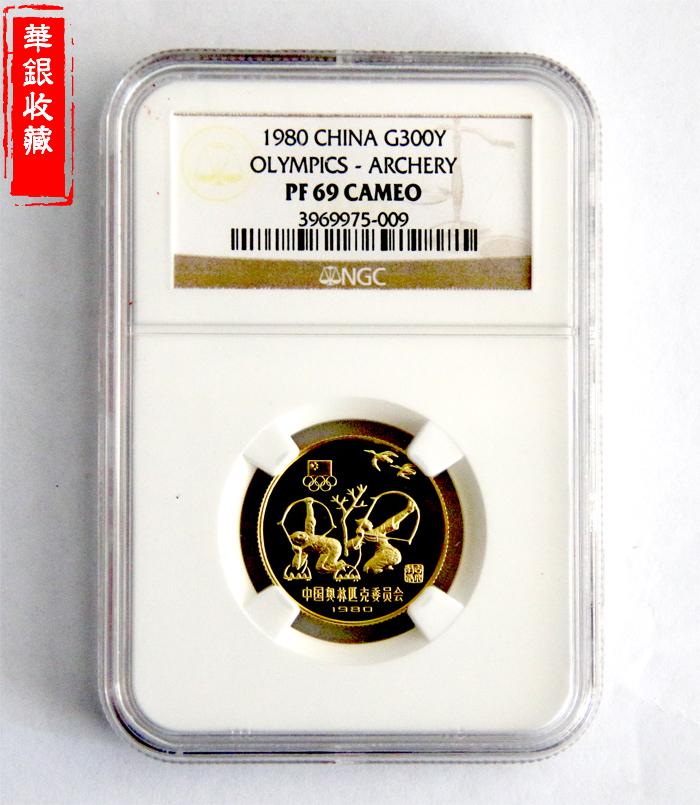 華銀收藏
1980 CHINA G300Y
OLYMPICS - ARCHERY
PF 69 CAMEO
3969975-009
NGC
中国奥林匹克委员会
1980